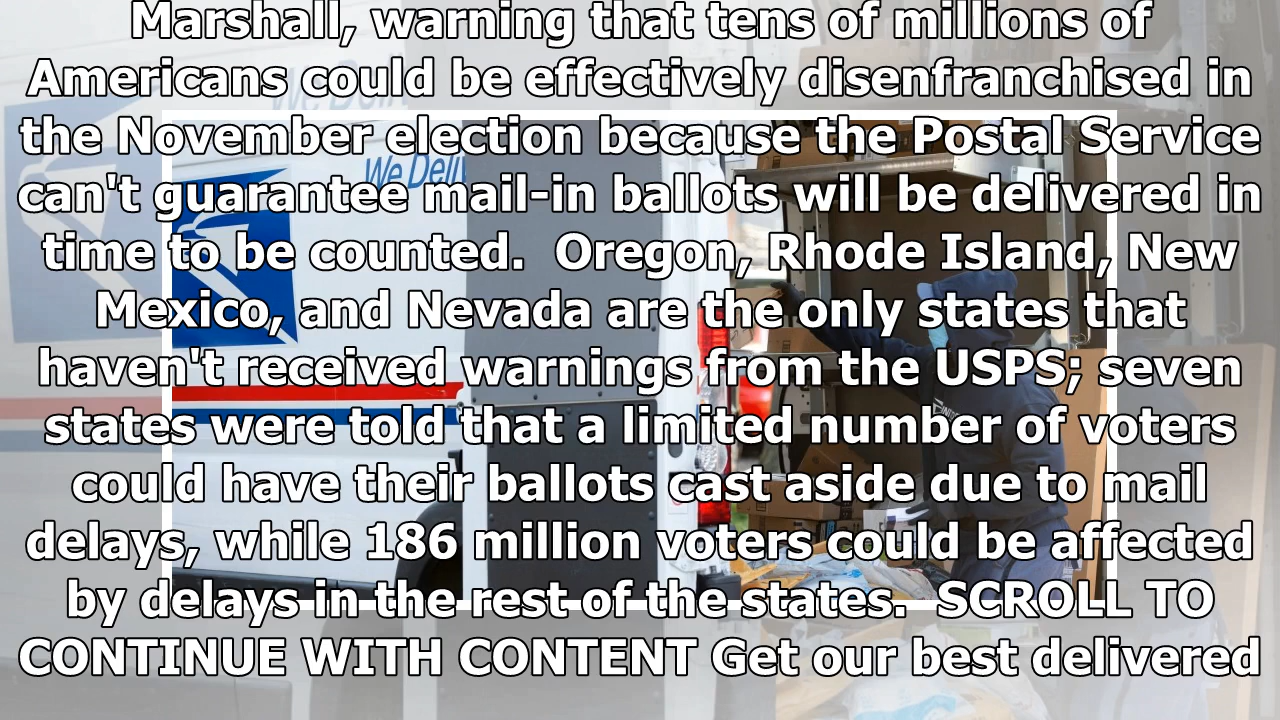 Marshall, warning that tens of millions of
Americans could be effectively disenfranchised in
the November election because the Postal Service
can't guarantee mail-in ballots will be delivered in
time to be counted.  Oregon, Rhode Island, New
Mexico, and Nevada are the only states that
haven't received warnings from the USPS; seven
states were told that a limited number of voters
could have their ballots cast aside due to mail
delays, while 186 million voters could be affected
by delays in the rest of the states.  SCROLL TO
CONTINUE WITH CONTENT Get our best delivered
We Deli
We Deliv